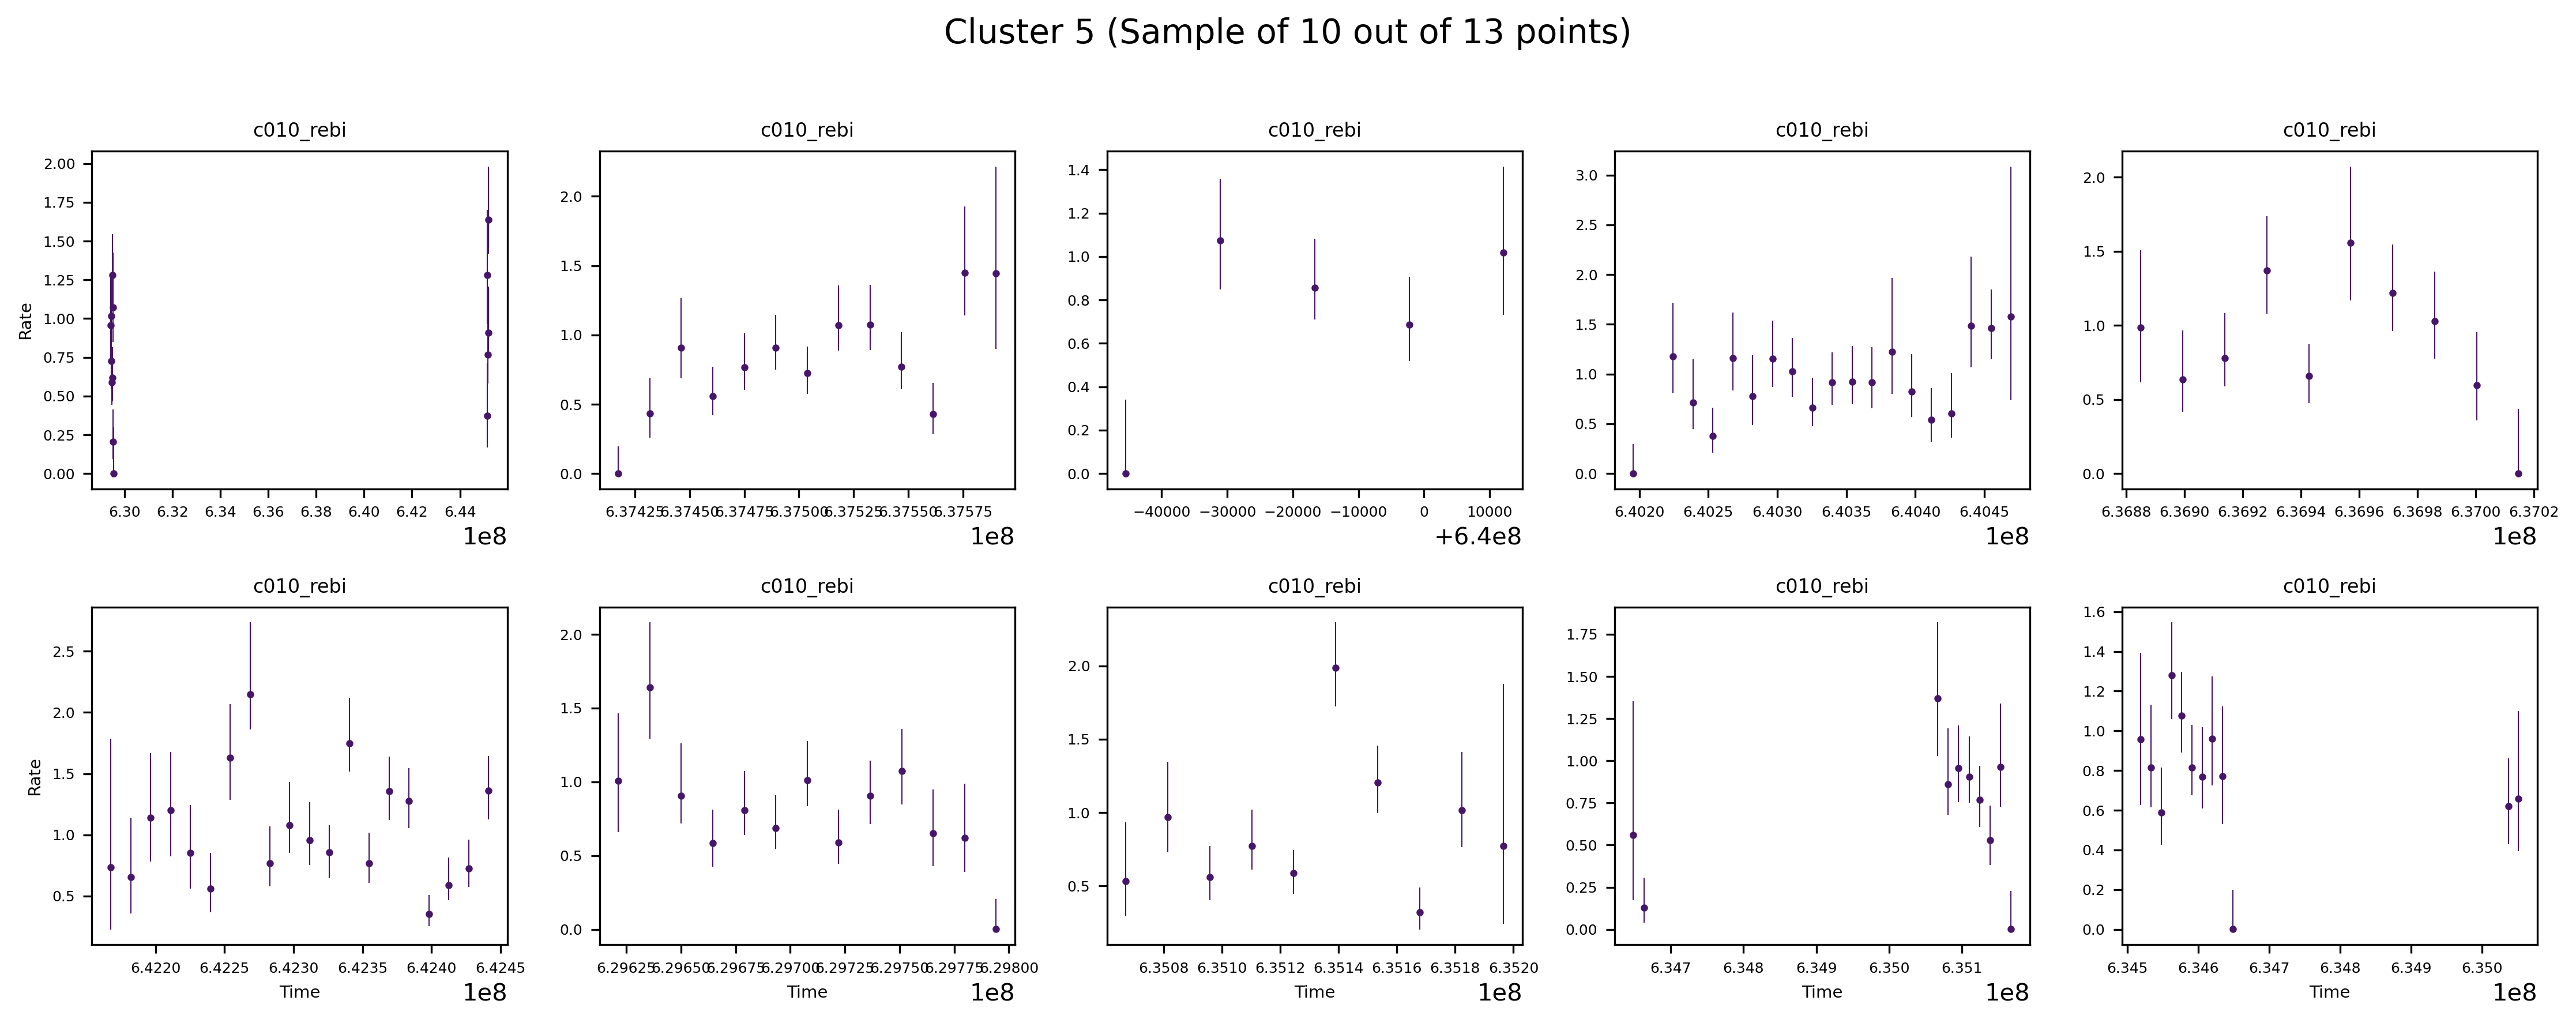 Cluster 5 (Sample of 10 out of 13 points)
c010_rebi c010_rebi c010_rebi c010_rebi c010_rebi
Rate
2.00 1.75 1.50 1.25 1.00 0.75 0.50 0.25 0.00
6.30 6.32 6.34 6.36 6.38 6.40 6.42 6.44
1e8
2.0 1.5 1.0 0.5 0.0
6.37425 6.37450 6.37475 6.37500 6.37525 6.37550 6.37575
1e8
1.4 1.2 1.0 0.8 0.6 0.4 0.2 0.0
−40000 −30000 −20000 −10000 0 10000
+6.4e8
3.0 2.5 2.0 1.5 1.0 0.5 0.0
6.4020 6.4025 6.4030 6.4035 6.4040 6.4045
1e8
2.0 1.5 1.0 0.5 0.0
6.3688 6.3690 6.3692 6.3694 6.3696 6.3698 6.3700 6.3702
1e8
c010_rebi c010_rebi c010_rebi c010_rebi c010_rebi
Rate
2.5 2.0 1.5 1.0 0.5
6.4220 6.4225 6.4230 6.4235 6.4240 6.4245
Time 1e8
2.0 1.5 1.0 0.5 0.0
6.29625 6.29650 6.29675 6.29700 6.29725 6.29750 6.29775 6.29800
Time 1e8
2.0 1.5 1.0 0.5
6.3508 6.3510 6.3512 6.3514 6.3516 6.3518 6.3520
Time 1e8
1.75 1.50 1.25 1.00 0.75 0.50 0.25 0.00
6.347 6.348 6.349 6.350 6.351
Time 1e8
1.6 1.4 1.2 1.0 0.8 0.6 0.4 0.2 0.0
6.345 6.346 6.347 6.348 6.349 6.350
Time 1e8